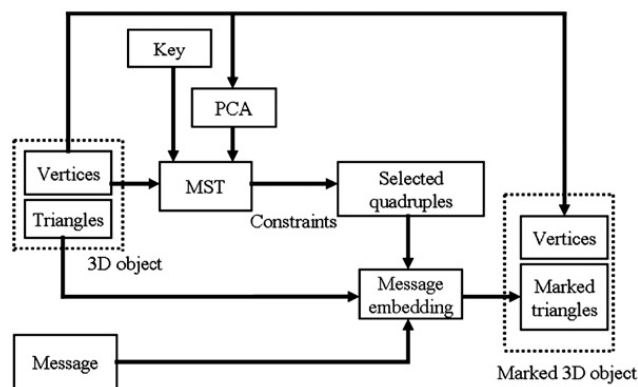 Key
PCA
Vertices
MST
Selected
quadruples
Triangles
Constraints
3D object
Vertices
Message
embedding
Marked
triangles
Message
Marked 3D object